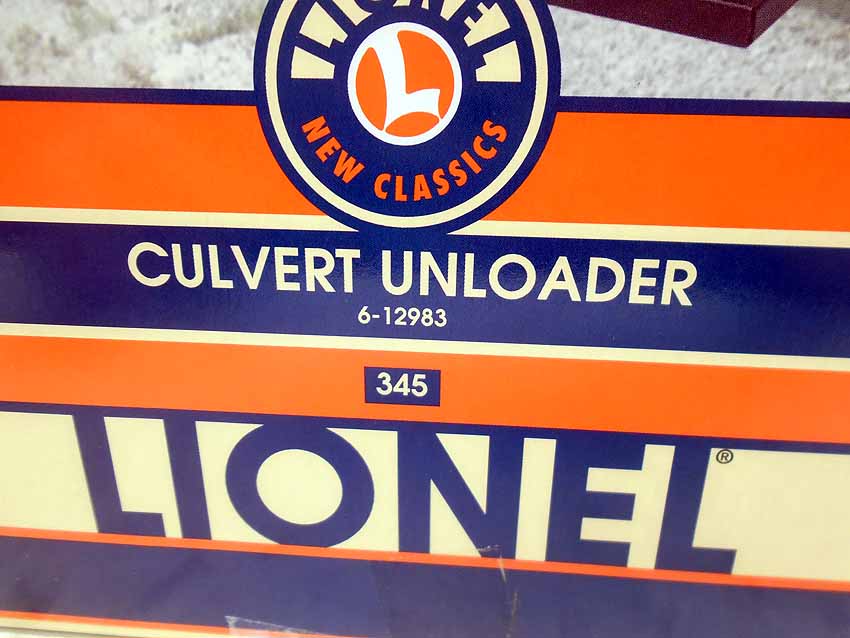 LIONEL
L
NEW CLASSICS
CULVERT UNLOADER
6-12983
345
LIONEL®